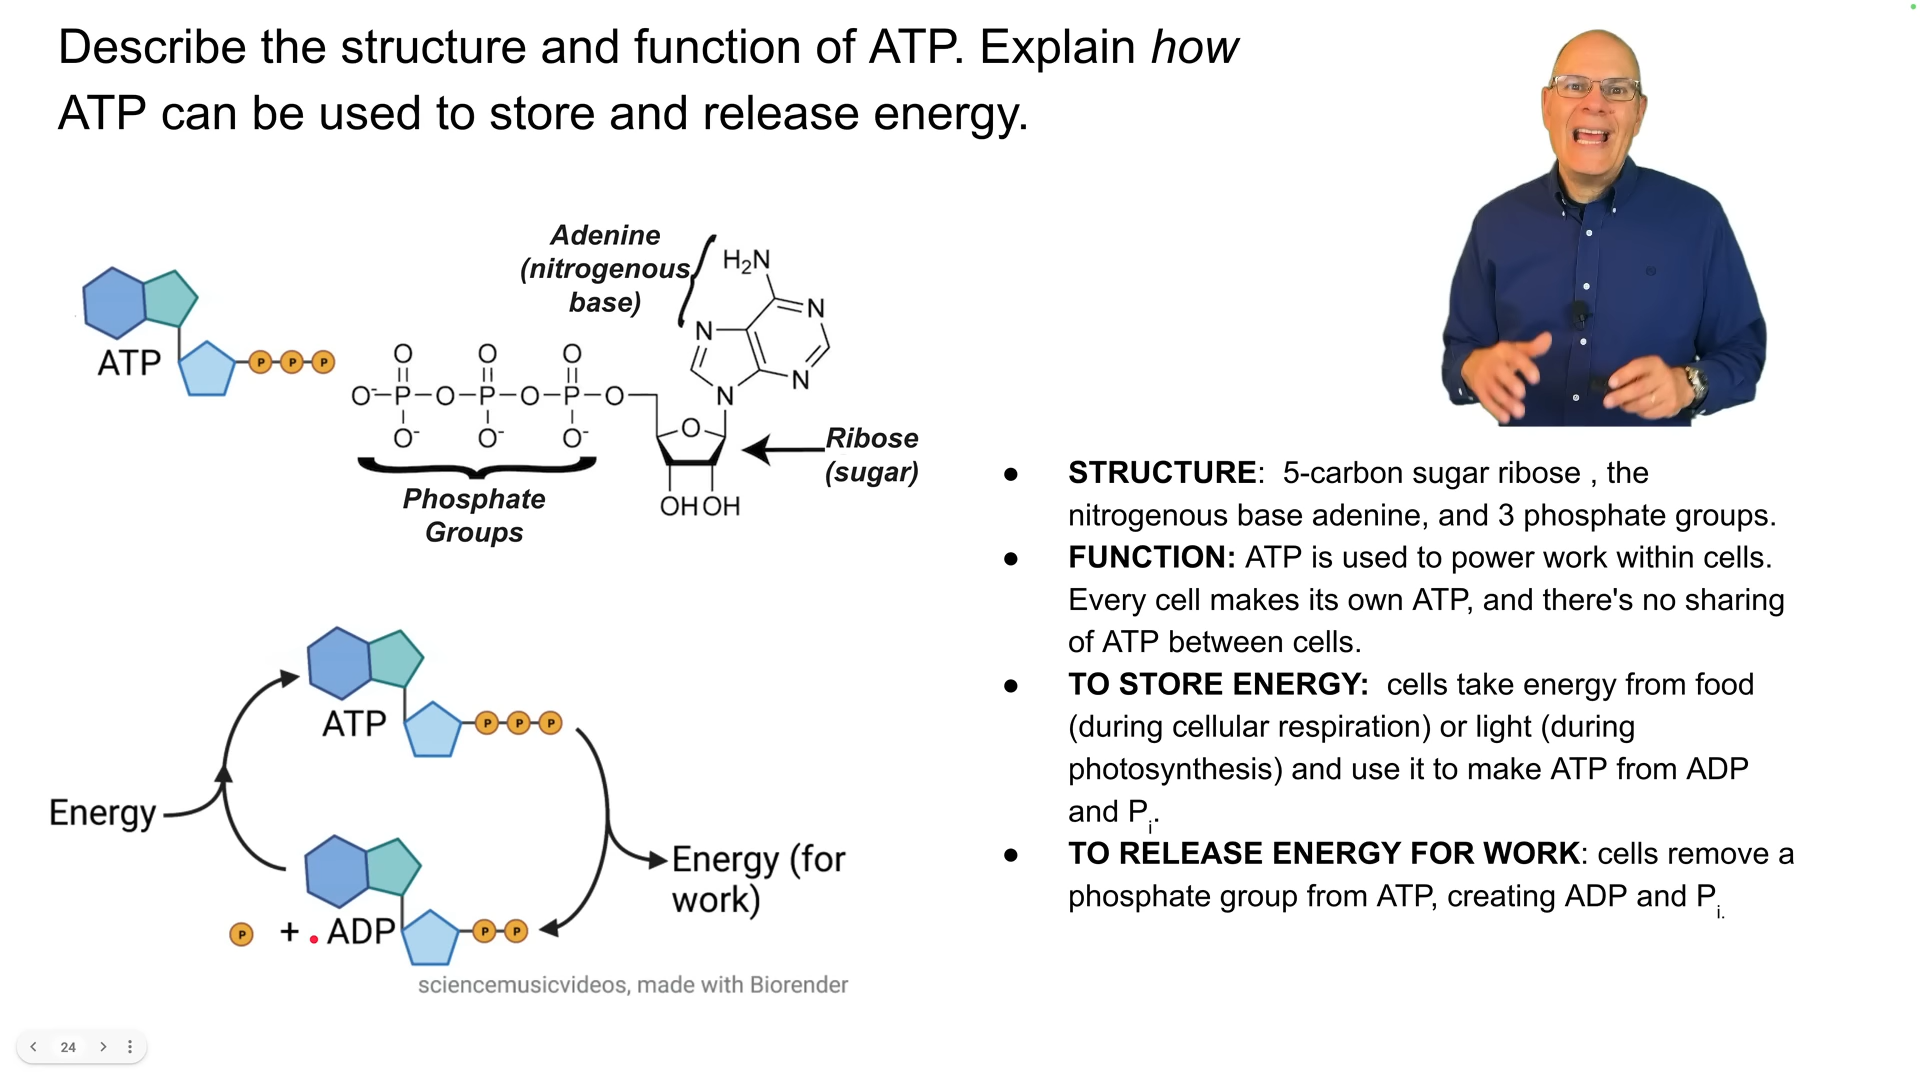 Describe the structure and function of ATP. Explain how
ATP can be used to store and release energy.
Adenine
(nitrogenous
base)
ATP
P P P
H₂N
N
N
N
N
O O O
O⁻–P–O–P–O–P–O
O⁻ O⁻ O⁻
O
OH OH
Ribose
(sugar)
Phosphate
Groups
ATP
P P P
Energy
Energy (for
work)
P + ADP
P P
sciencemusicvideos, made with Biorender
● STRUCTURE:  5-carbon sugar ribose , the
nitrogenous base adenine, and 3 phosphate groups.
● FUNCTION: ATP is used to power work within cells.
Every cell makes its own ATP, and there's no sharing
of ATP between cells.
● TO STORE ENERGY:  cells take energy from food
(during cellular respiration) or light (during
photosynthesis) and use it to make ATP from ADP
and Pᵢ.
● TO RELEASE ENERGY FOR WORK: cells remove a
phosphate group from ATP, creating ADP and Pᵢ.
24